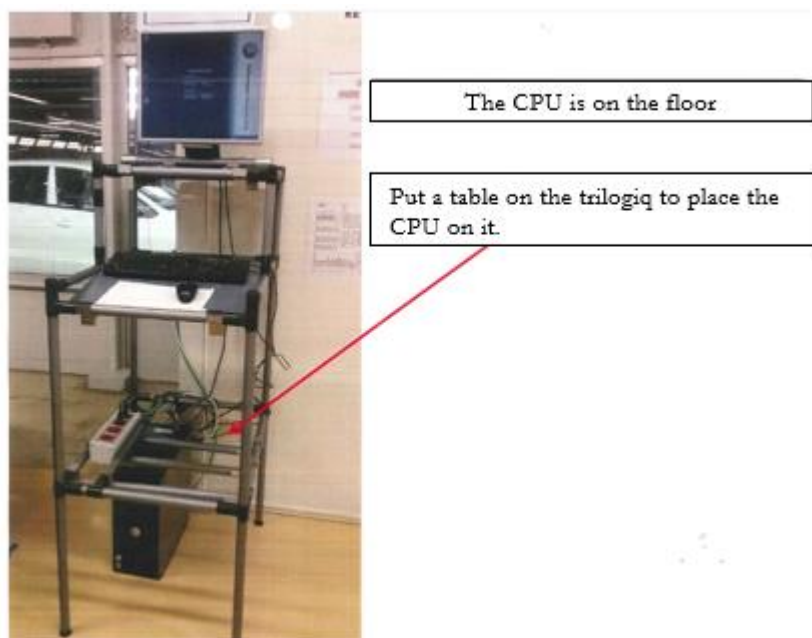 The CPU is on the floor
Put a table on the trilogiq to place the
CPU on it.